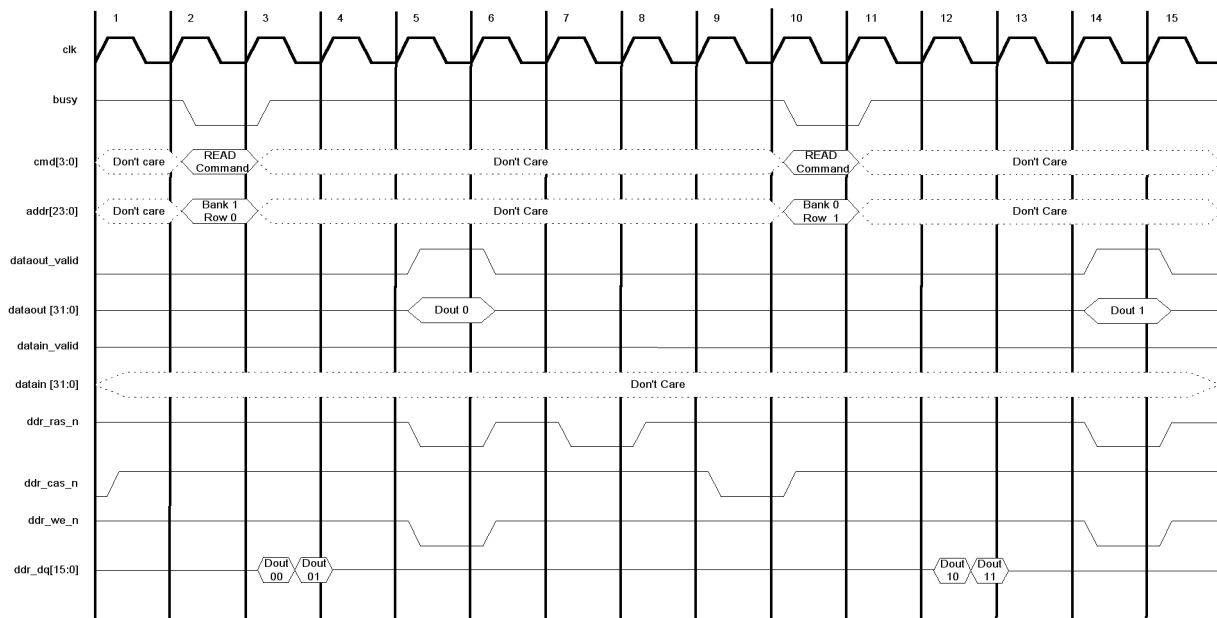 1 2 3 4 5 6 7 8 9 10 11 12 13 14 15
clk
busy
cmd[3:0] Don't care READ Don't Care READ Don't Care
Command Command
addr[23:0] Don't care Bank 1 Don't Care Bank 0 Don't Care
Row 0 Row 1
dataout_valid
dataout [31:0] Dout 0 Dout 1
datain_valid
datain [31:0] Don't Care
ddr_ras_n
ddr_cas_n
ddr_we_n
ddr_dq[15:0] Dout Dout Dout Dout
00 01 10 11